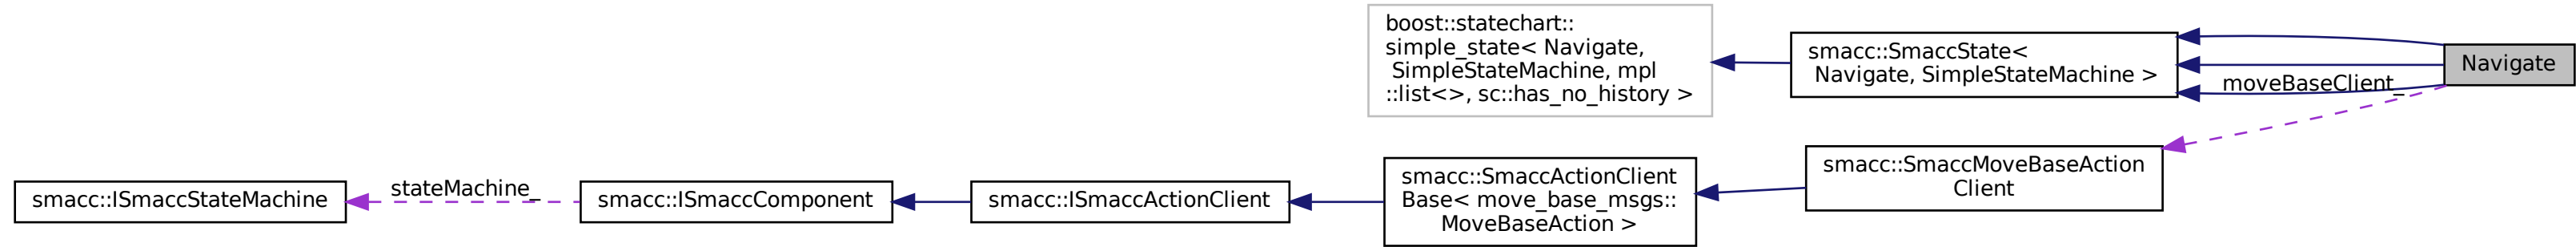 boost::statechart::
simple_state< Navigate,
SimpleStateMachine, mpl
::list<>, sc::has_no_history >
smacc::SmaccState<
Navigate, SimpleStateMachine >
Navigate
moveBaseClient_
smacc::ISmaccStateMachine
stateMachine_
smacc::ISmaccComponent
smacc::ISmaccActionClient
smacc::SmaccActionClient
Base< move_base_msgs::
MoveBaseAction >
smacc::SmaccMoveBaseAction
Client